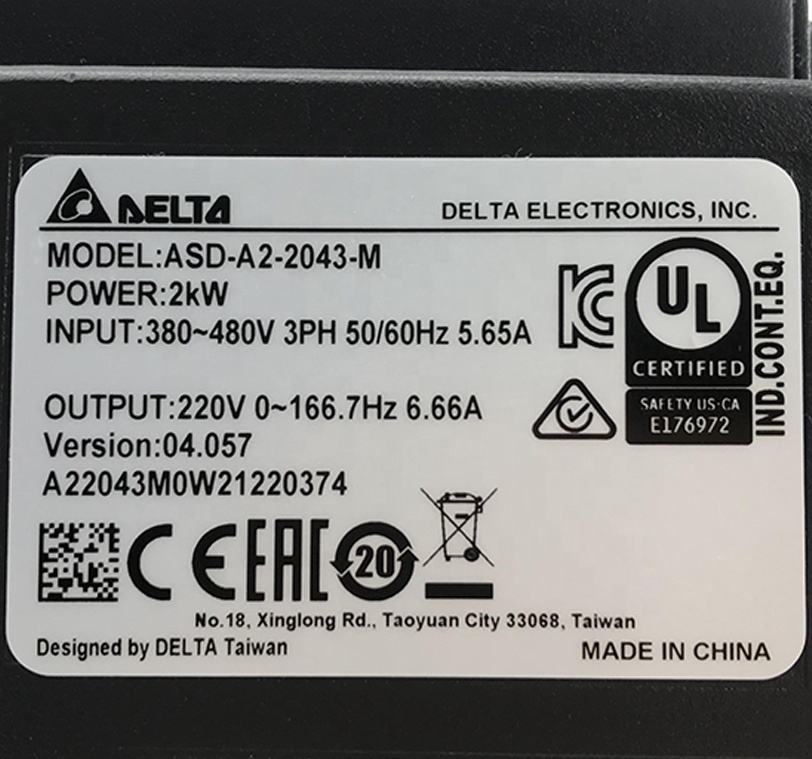 DELTA
DELTA ELECTRONICS, INC.
MODEL:ASD-A2-2043-M
POWER:2kW
INPUT:380~480V 3PH 50/60Hz 5.65A
OUTPUT:220V 0~166.7Hz 6.66A
Version:04.057
A22043M0W21220374
KC
UL
CERTIFIED
SAFETY US·CA
E176972
IND.CONT.EQ.
CE
EAC
20
No.18, Xinglong Rd., Taoyuan City 33068, Taiwan
Designed by DELTA Taiwan
MADE IN CHINA